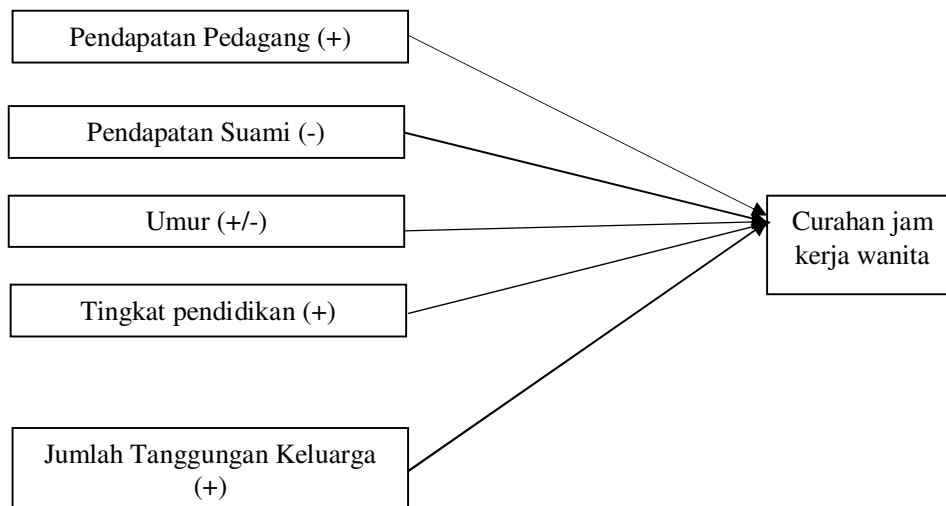 Pendapatan Pedagang (+)
Pendapatan Suami (-)
Umur (+/-)
Tingkat pendidikan (+)
Jumlah Tanggungan Keluarga
(+)
Curahan jam
kerja wanita